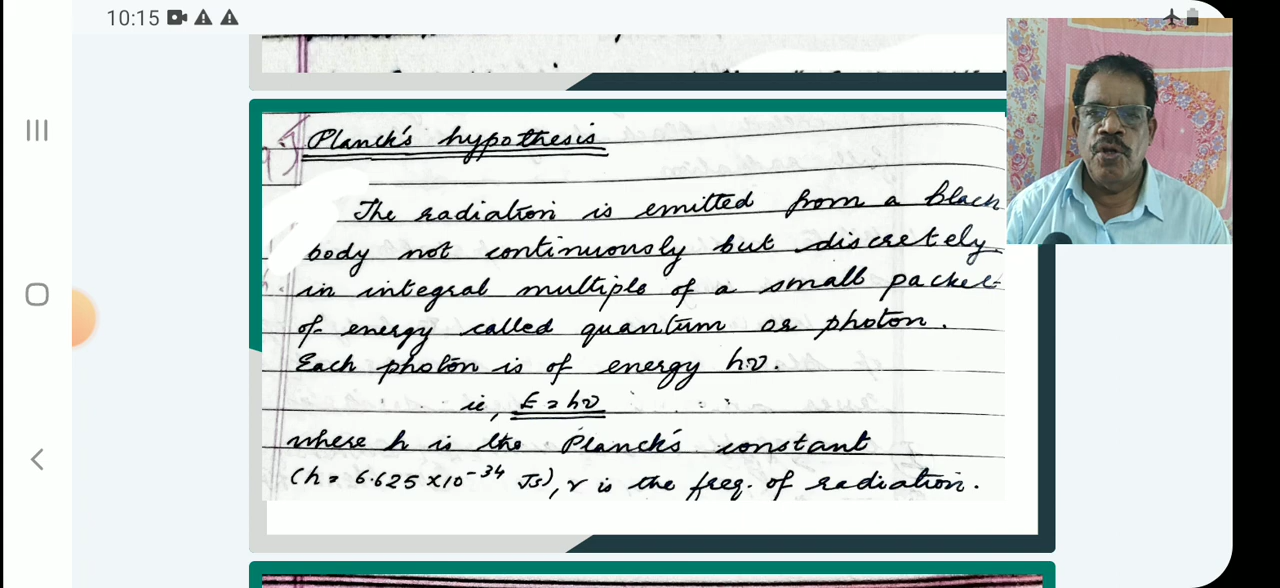 10:15
Planck's hypothesis
The radiation is emitted from a black
body not continuously but discretely
in integral multiple of a small packet
of energy called quantum or photon.
Each photon is of energy hν.
ie, E = hν
where h is the Planck's constant
(h = 6.625 x 10⁻³⁴ Js), ν is the freq. of radiation.